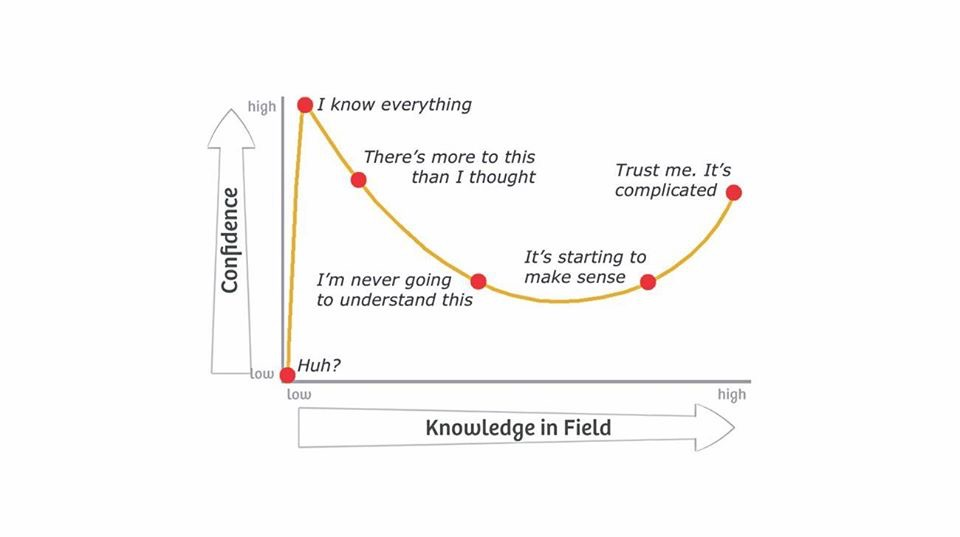 high
I know everything
There's more to this
than I thought
Trust me. It's
complicated
Confidence
I'm never going
to understand this
It's starting to
make sense
Huh?
low
low
high
Knowledge in Field